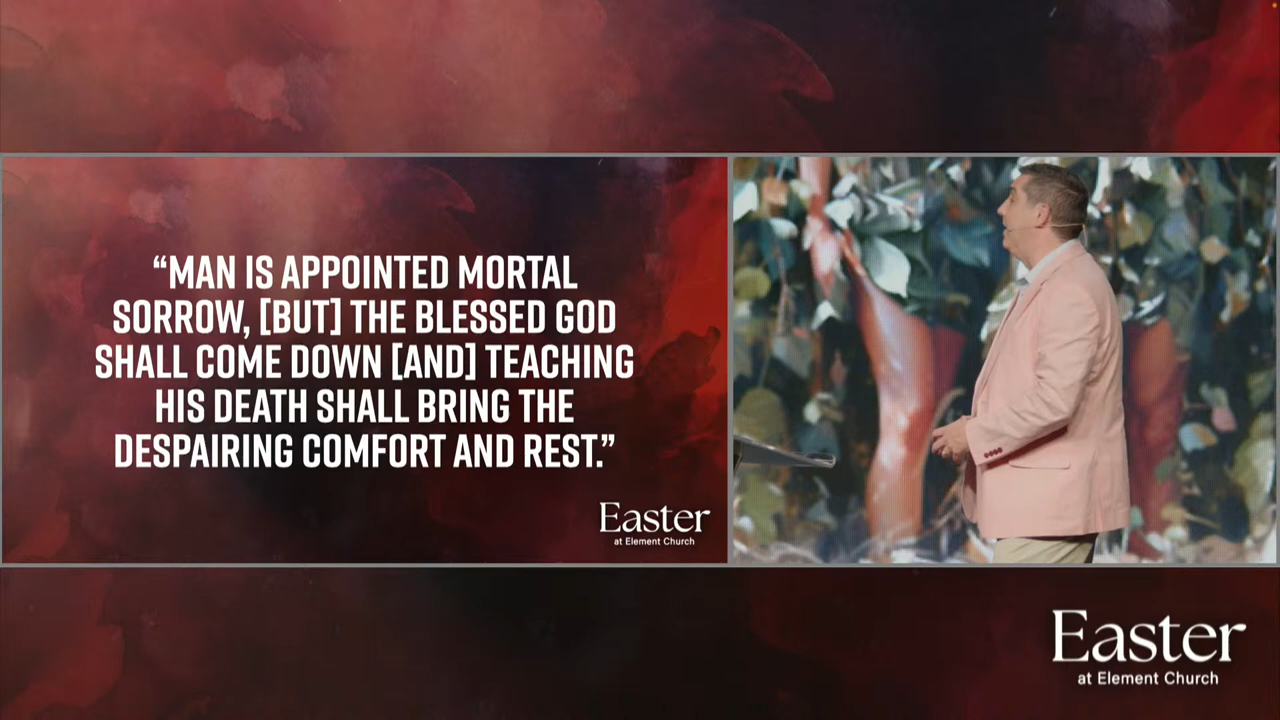 “MAN IS APPOINTED MORTAL
SORROW, [BUT] THE BLESSED GOD
SHALL COME DOWN [AND] TEACHING
HIS DEATH SHALL BRING THE
DESPAIRING COMFORT AND REST.”
Easter
at Element Church
Easter
at Element Church